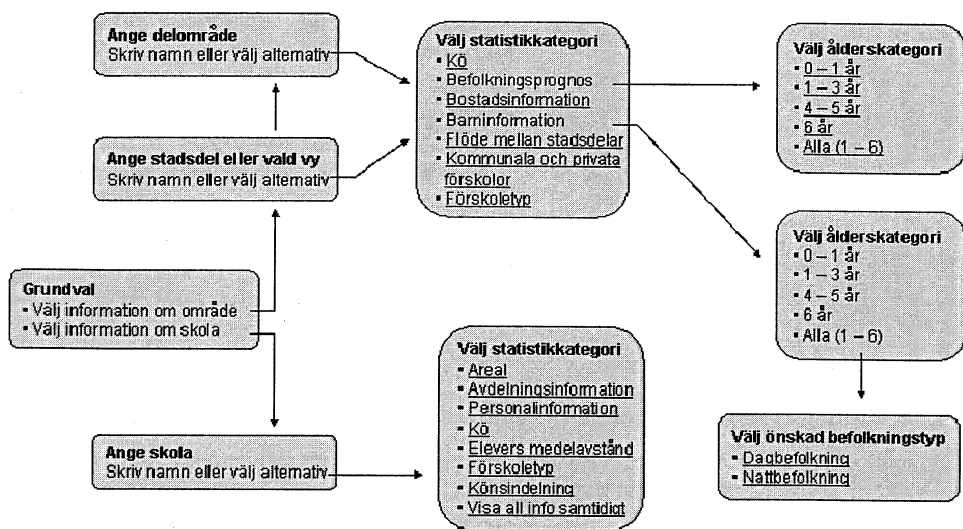 Ange delområde
Skriv namn eller välj alternativ
Ange stadsdel eller vald vy
Skriv namn eller välj alternativ
Grundval
▪ Välj information om område
▪ Välj information om skola
Ange skola
Skriv namn eller välj alternativ
Välj statistikkategori
▪ Kö
▪ Befolkningsprognos
▪ Bostadsinformation
▪ Barninformation
▪ Flöde mellan stadsdelar
▪ Kommunala och privata
förskolor
▪ Förskoletyp
Välj statistikkategori
▪ Areal
▪ Avdelningsinformation
▪ Personalinformation
▪ Kö
▪ Elevers medelavstånd
▪ Förskoletyp
▪ Könsindelning
▪ Visa all info samtidigt
Välj ålderskategori
▪ 0 – 1 år
▪ 1 – 3 år
▪ 4 – 5 år
▪ 6 år
▪ Alla (1 – 6)
Välj ålderskategori
▪ 0 – 1 år
▪ 1 – 3 år
▪ 4 – 5 år
▪ 6 år
▪ Alla (1 – 6)
Välj önskad befolkningstyp
▪ Dagbefolkning
▪ Nattbefolkning